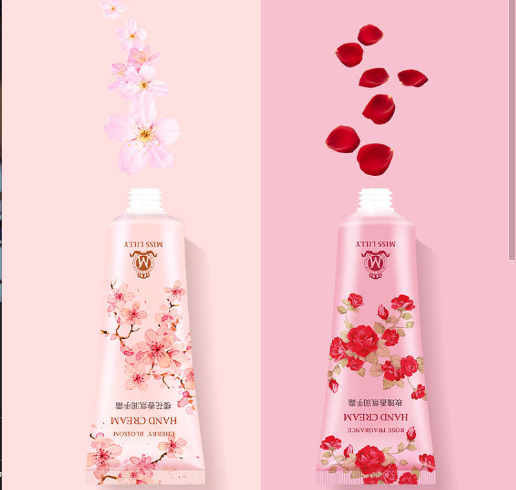 CHERRY BLOSSOM
HAND CREAM
樱花香氛润手霜
MISS LILLY
ROSE FRAGRANCE
HAND CREAM
玫瑰香氛润手霜
MISS LILLY